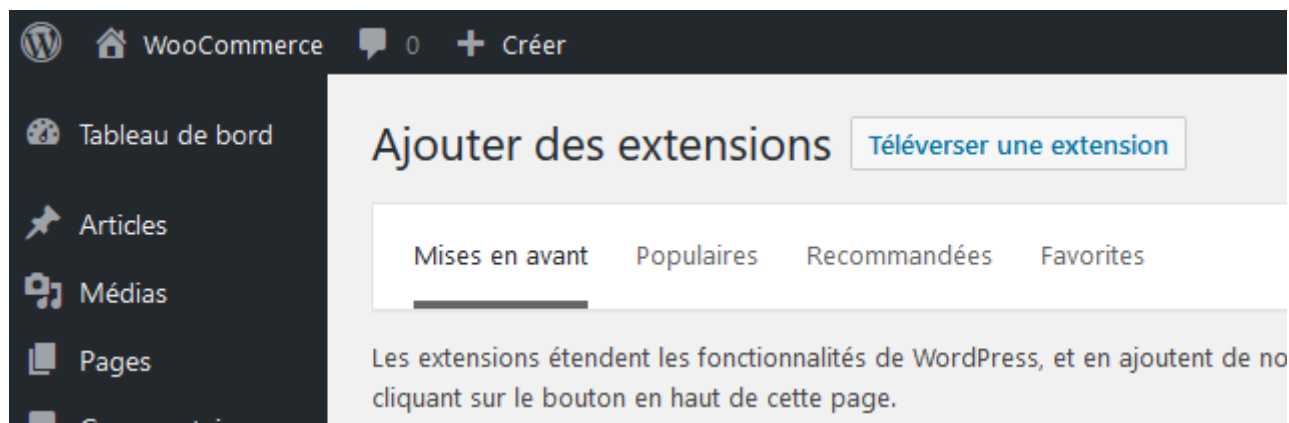 WooCommerce 0 Créer
Tableau de bord
Ajouter des extensions Téléverser une extension
Articles
Mises en avant Populaires Recommandées Favorites
Médias
Pages
Les extensions étendent les fonctionnalités de WordPress, et en ajoutent de
cliquant sur le bouton en haut de cette page.